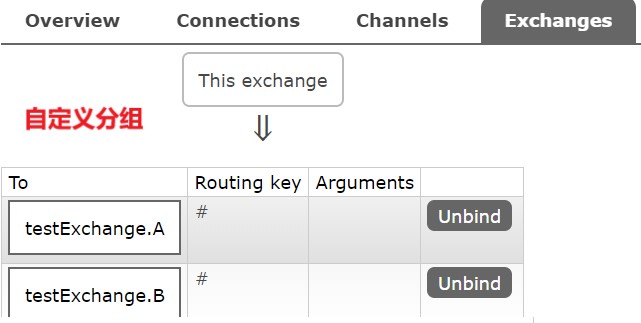 Overview Connections Channels Exchanges
This exchange
自定义分组
⇓
To Routing key Arguments
testExchange.A # Unbind
testExchange.B # Unbind